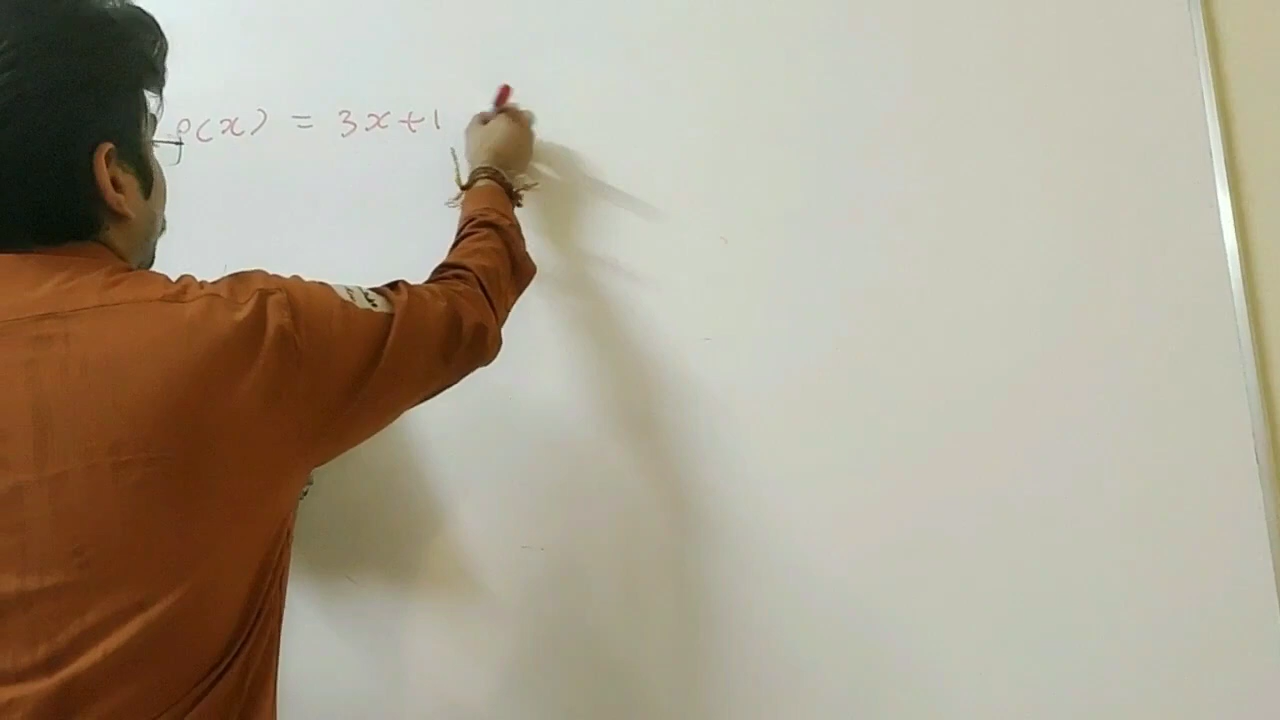 f(x) = 3x+1